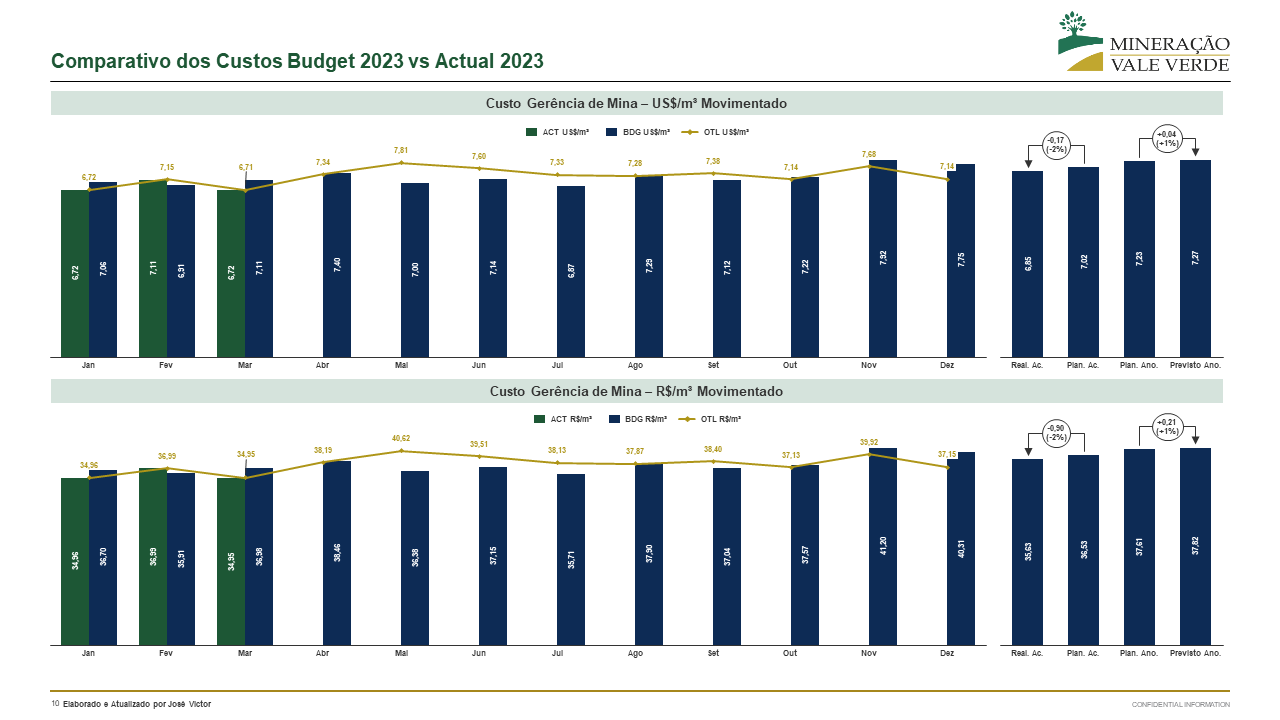 Comparativo dos Custos Budget 2023 vs Actual 2023
MINERAÇÃO
VALE VERDE
Custo Gerência de Mina – US$/m³ Movimentado
ACT US$/m³ BDG US$/m³ OTL US$/m³
6,72 7,15 6,71 7,34 7,81 7,60 7,33 7,28 7,38 7,14 7,68 7,14
-0,17
(-2%)
+0,04
(+1%)
6,72 7,06 7,11 6,91 6,72 7,11 7,40 7,00 7,14 6,87 7,29 7,12 7,22 7,92 7,75 6,85 7,02 7,23 7,27
Jan Fev Mar Abr Mai Jun Jul Ago Set Out Nov Dez Real. Ac. Plan. Ac. Plan. Ano. Previsto Ano.
Custo Gerência de Mina – R$/m³ Movimentado
ACT R$/m³ BDG R$/m³ OTL R$/m³
34,96 36,99 34,95 38,19 40,62 39,51 38,13 37,87 38,40 37,13 39,92 37,15
-0,90
(-2%)
+0,21
(+1%)
34,96 36,70 36,99 35,91 34,95 36,98 38,46 36,38 37,15 35,71 37,90 37,04 37,57 41,20 40,31 35,63 36,53 37,61 37,82
Jan Fev Mar Abr Mai Jun Jul Ago Set Out Nov Dez Real. Ac. Plan. Ac. Plan. Ano. Previsto Ano.
10 Elaborado e Atualizado por José Victor
CONFIDENTIAL INFORMATION